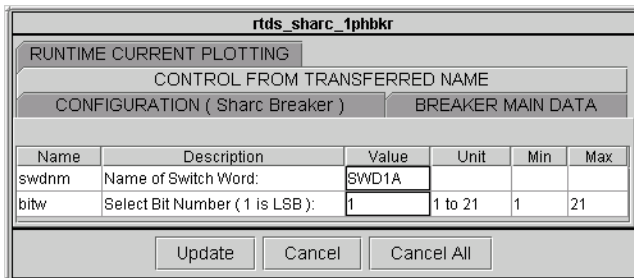 rtds_sharc_1phbkr
RUNTIME CURRENT PLOTTING
CONTROL FROM TRANSFERRED NAME
CONFIGURATION ( Sharc Breaker ) BREAKER MAIN DATA
Name Description Value Unit Min Max
swdnm Name of Switch Word: SWD1A
bitw Select Bit Number ( 1 is LSB ): 1 1 to 21 1 21
Update Cancel Cancel All